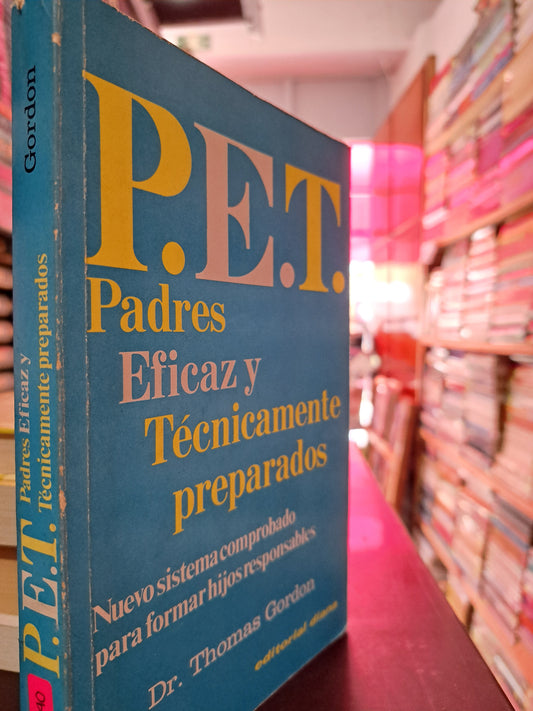 P.E.T.
Padres
Eficaz y
Técnicamente
preparados
Nuevo sistema comprobado
para formar hijos responsables
Dr. Thomas Gordon
editorial diana
Gordon
Padres Eficaz y
Técnicamente preparados
P.E.T.